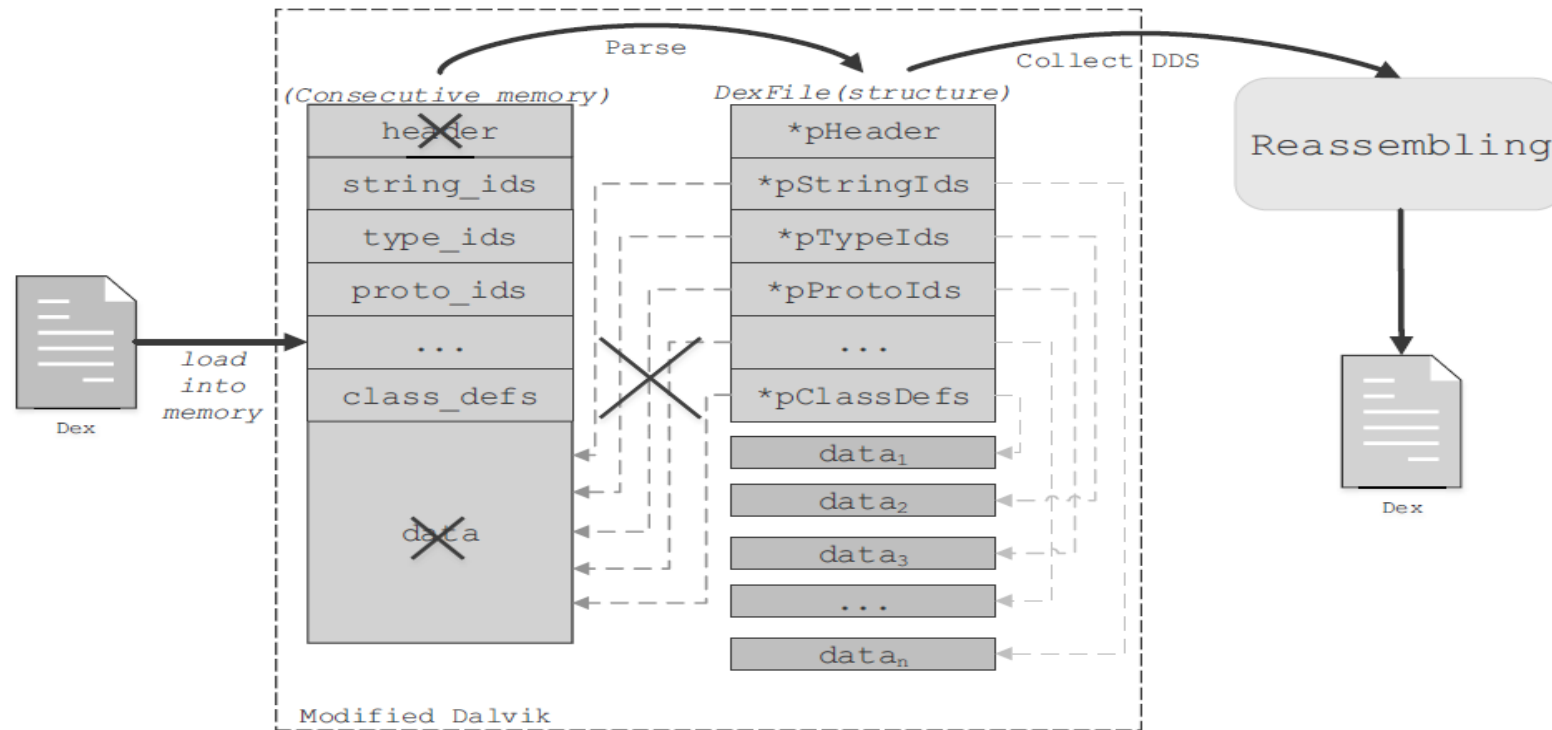 Parse
Collect DDS
(Consecutive memory)
DexFile(structure)
header
string_ids
type_ids
proto_ids
...
class_defs
data
*pHeader
*pStringIds
*pTypeIds
*pProtoIds
...
*pClassDefs
data₁
data₂
data₃
...
dataₙ
Reassembling
load
into
memory
Dex
Dex
Modified Dalvik